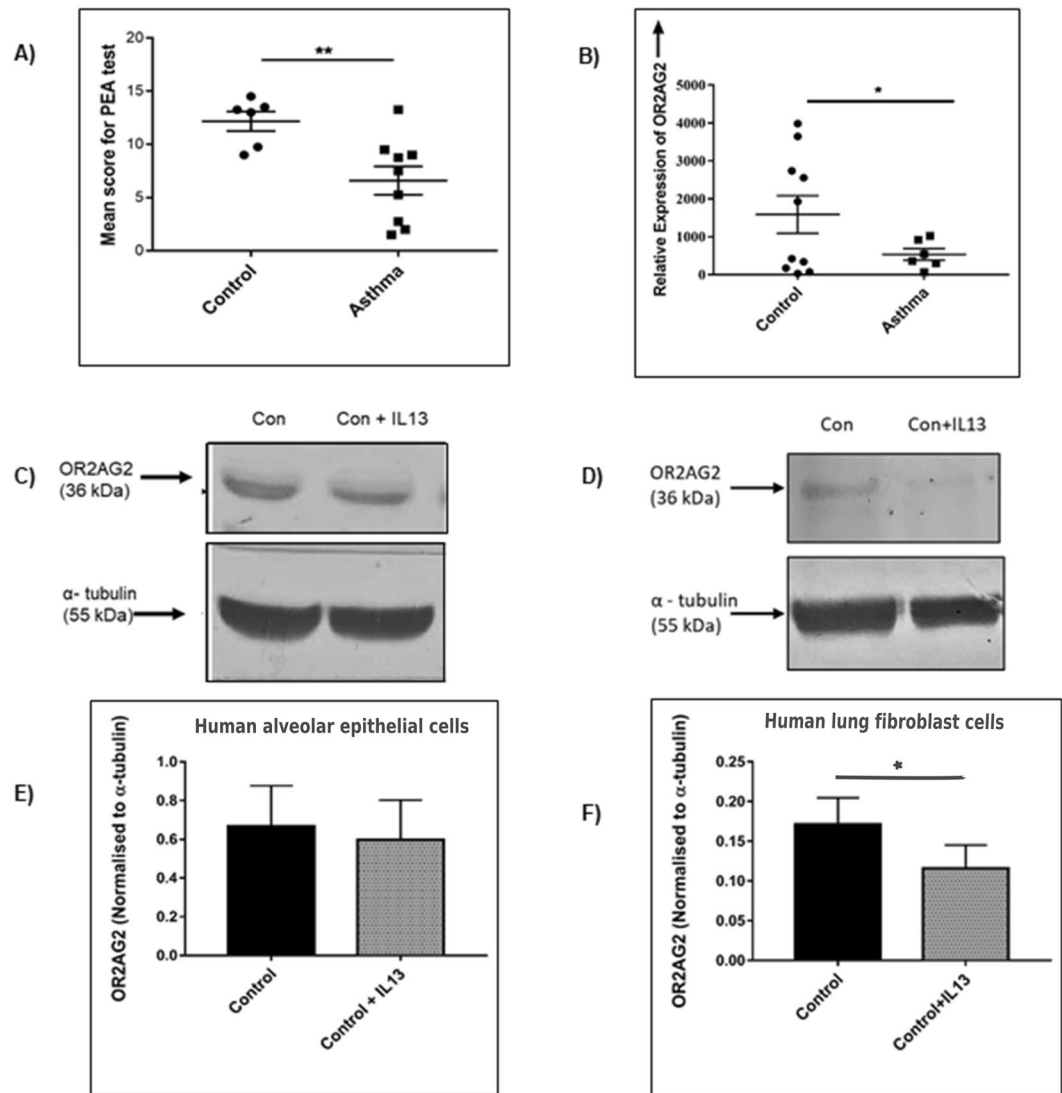 A)
Mean score for PEA test
20
15
10
5
0
**
Control
Asthma
B)
Relative Expression of OR2AG2
5000
4000
3000
2000
1000
0
*
Control
Asthma
C)
Con
Con + IL13
OR2AG2
(36 kDa)
α- tubulin
(55 kDa)
D)
Con
Con+IL13
OR2AG2
(36 kDa)
α - tubulin
(55 kDa)
E)
Human alveolar epithelial cells
OR2AG2 (Normalised to α-tubulin)
1.0
0.8
0.6
0.4
0.2
0.0
Control
Control + IL13
F)
Human lung fibroblast cells
OR2AG2 (Normalised to α-tubulin)
0.25
0.20
0.15
0.10
0.05
0.00
*
Control
Control+IL13